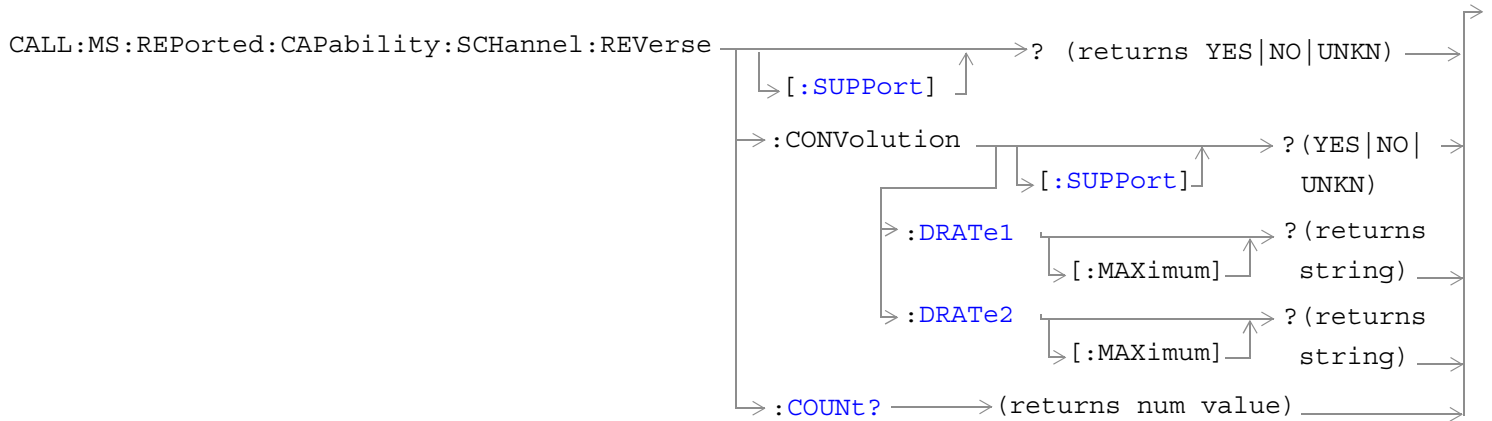 CALL:MS:REPorted:CAPability:SCHannel:REVerse ? (returns YES|NO|UNKN)
[:SUPPort]
:CONVolution ?(YES|NO|
[:SUPPort] UNKN)
:DRATe1 ?(returns
[:MAXimum] string)
:DRATe2 ?(returns
[:MAXimum] string)
:COUNt? (returns num value)